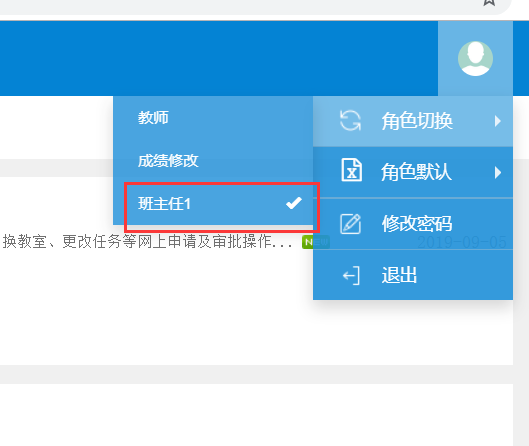 教师
成绩修改
班主任1
角色切换
角色默认
修改密码
退出
换教室、更改任务等网上申请及审批操作...
2019-09-05